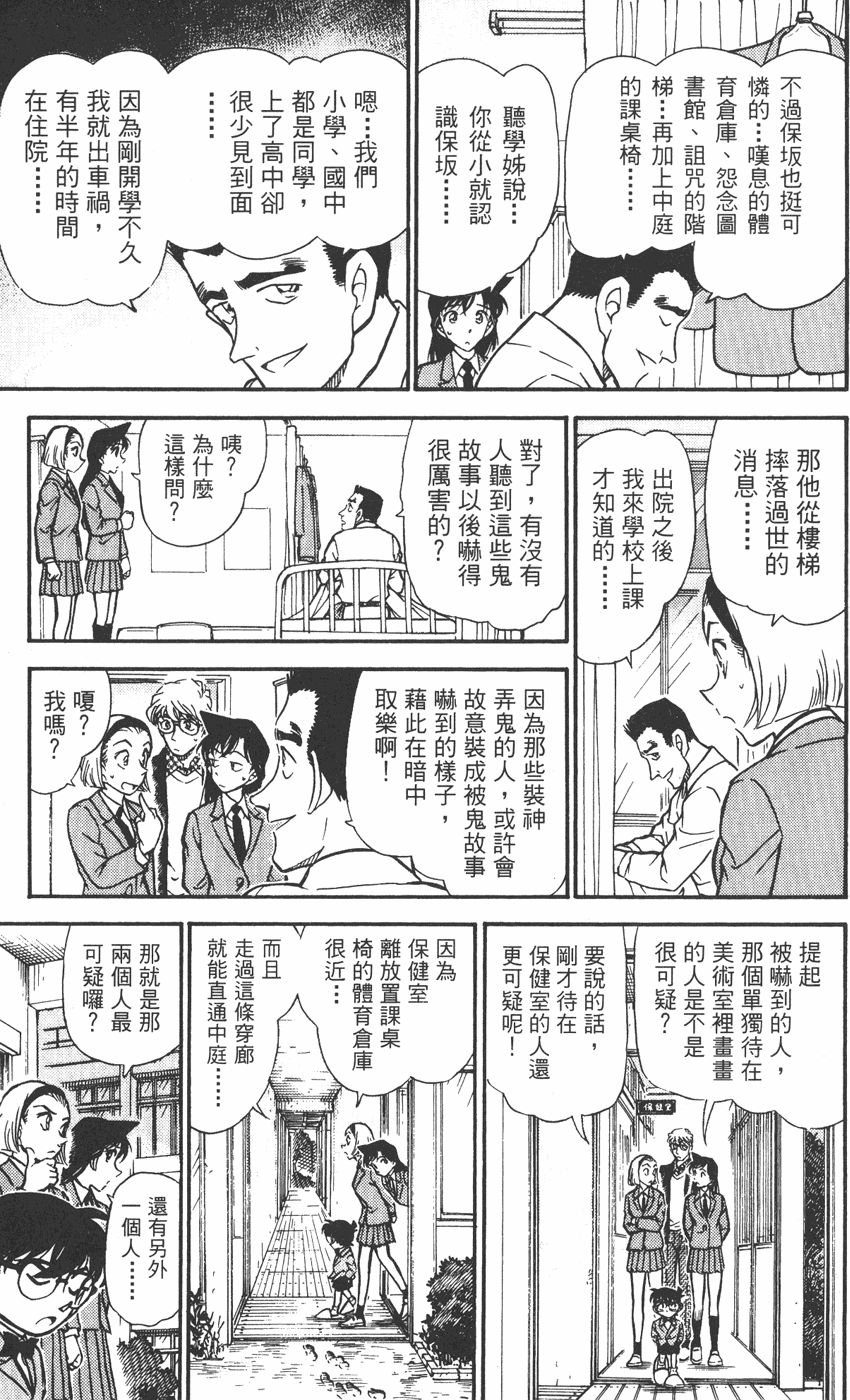 不過保坂也挺可
憐的…嘆息的體
育倉庫、怨念圖
書館、詛咒的階
梯…再加上中庭
的課桌椅……
聽學姊說…
你從小就認
識保坂……
嗯…我們
小學、國中
都是同學，
上了高中卻
很少見到面
……
因為剛開學不久
我就出車禍，
有半年的時間
在住院……
那他從樓梯
摔落過世的
消息……
出院之後
我來學校上課
才知道的……
對了，有沒有
人聽到這些鬼
故事以後嚇得
很厲害的？
咦？
為什麼
這樣問？
因為那些裝神
弄鬼的人，或許會
故意裝成被鬼故事
嚇到的樣子，
藉此在暗中
取樂啊！
嗄？
我嗎？
提起
被嚇到的人，
那個單獨待在
美術室裡畫畫
的人是不是
很可疑？
要說的話，
剛才待在
保健室的人還
更可疑呢！
保健室
因為
保健室
離放置課桌
椅的體育倉庫
很近…
而且
走過這條穿廊
就能直通中庭……
那就是那
兩個人最
可疑囉？
還有另外
一個人……